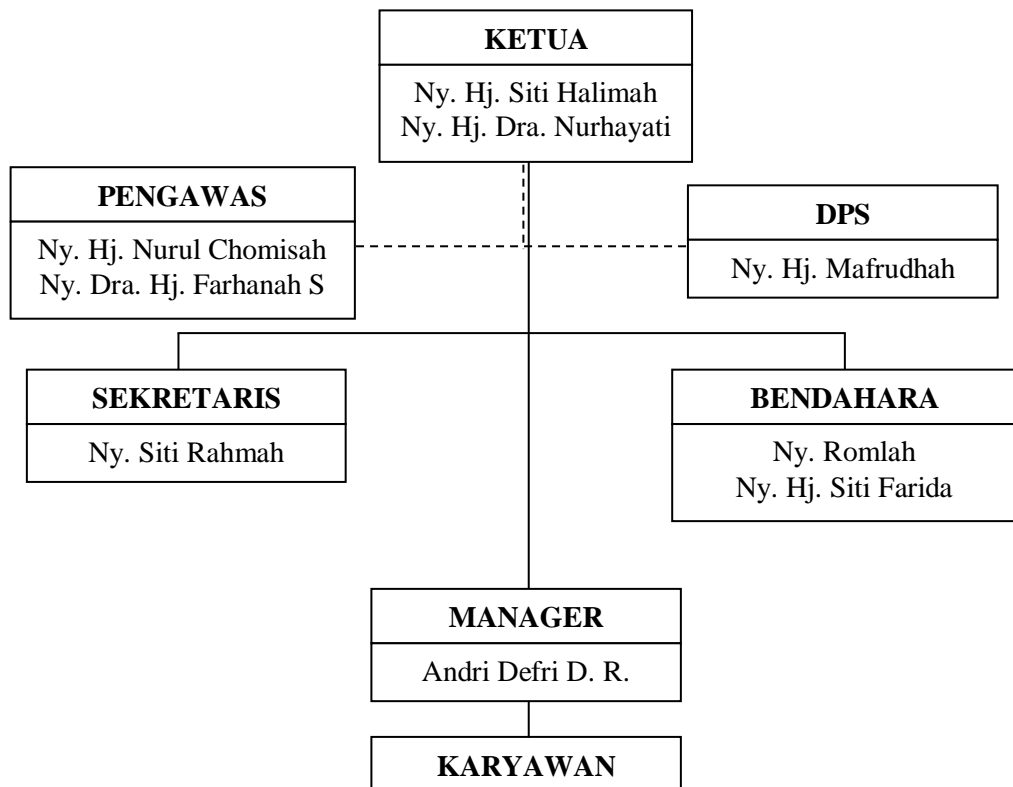 KETUA
Ny. Hj. Siti Halimah
Ny. Hj. Dra. Nurhayati
PENGAWAS
Ny. Hj. Nurul Chomisah
Ny. Dra. Hj. Farhanah S
DPS
Ny. Hj. Mafrudhah
SEKRETARIS
Ny. Siti Rahmah
BENDAHARA
Ny. Romlah
Ny. Hj. Siti Farida
MANAGER
Andri Defri D. R.
KARYAWAN